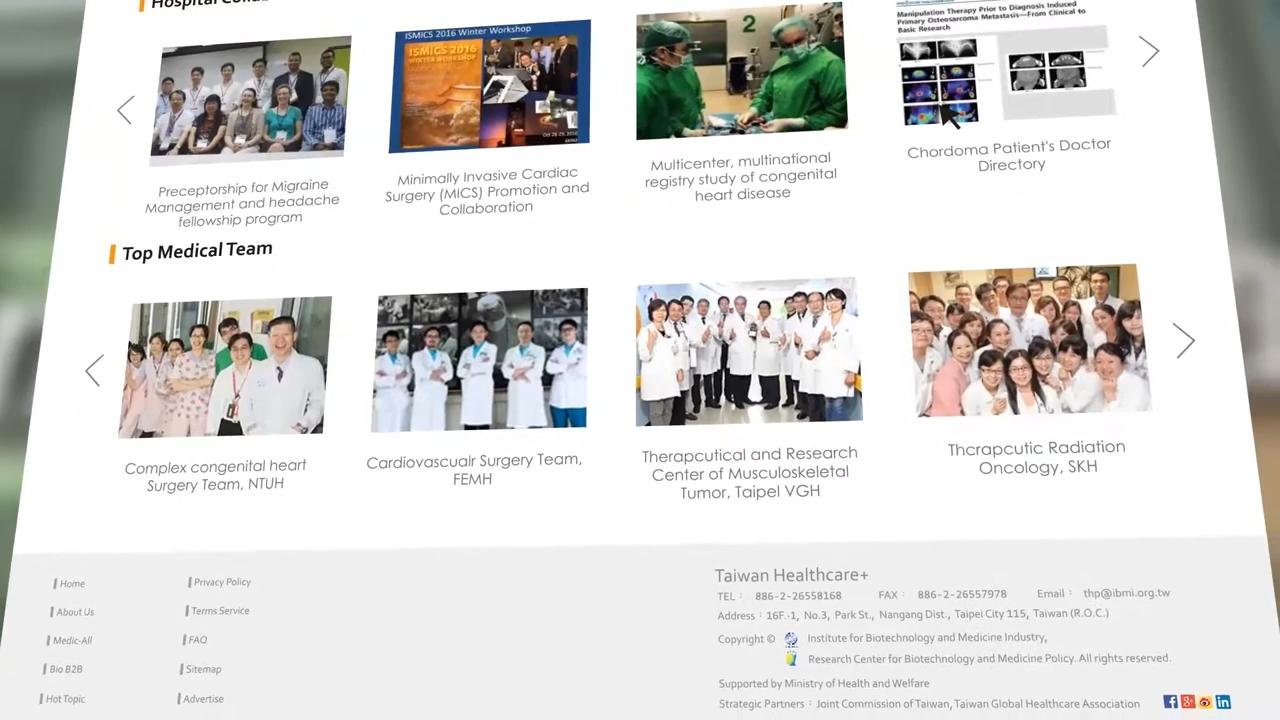 Hospital
Manipulation Therapy Prior to Diagnosis Induced
Primary Osteosarcoma Metastasis—From Clinical to
Basic Research
ISMICS 2016 Winter Workshop
ISMICS 2016
WINTER WORKSHOP
2
Preceptorship for Migraine
Management and headache
fellowship program
Minimally Invasive Cardiac
Surgery (MICS) Promotion and
Collaboration
Multicenter, multinational
registry study of congenital
heart disease
Chordoma Patient's Doctor
Directory
Top Medical Team
Complex congenital heart
Surgery Team, NTUH
Cardiovascualr Surgery Team,
FEMH
Therapcutical and Research
Center of Musculoskeletal
Tumor, Taipel VGH
Thcrapcutic Radiation
Oncology, SKH
Home
About Us
Medic-All
Bio B2B
Hot Topic
Privacy Policy
Terms Service
FAQ
Sitemap
Advertise
Taiwan Healthcare+
TEL : 886-2-26558168 FAX : 886-2-26557978 Email : thp@ibmi.org.tw
Address : 16F.-1, No.3, Park St., Nangang Dist., Taipei City 115, Taiwan (R.O.C.)
Copyright © Institute for Biotechnology and Medicine Industry,
Research Center for Biotechnology and Medicine Policy. All rights reserved.
Supported by Ministry of Health and Welfare
Strategic Partners : Joint Commission of Taiwan, Taiwan Global Healthcare Association